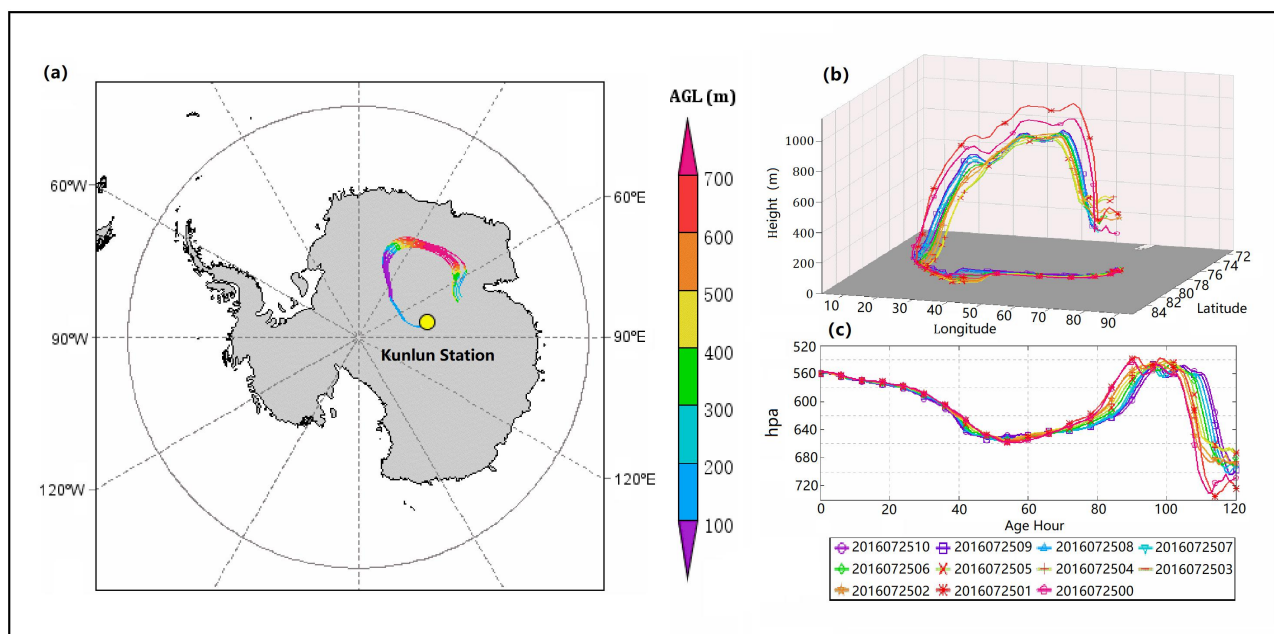 (a)
60ºW
60ºE
90ºW
90ºE
120ºW
120ºE
Kunlun Station
AGL (m)
700
600
500
400
300
200
100
(b)
Height (m)
1000
800
600
400
200
0
10 20 30 40 50 60 70 80 90
Longitude
84 82 80 78 76 74 72
Latitude
(c)
hpa
520
560
600
640
680
720
0 20 40 60 80 100 120
Age Hour
2016072510 2016072509 2016072508 2016072507
2016072506 2016072505 2016072504 2016072503
2016072502 2016072501 2016072500